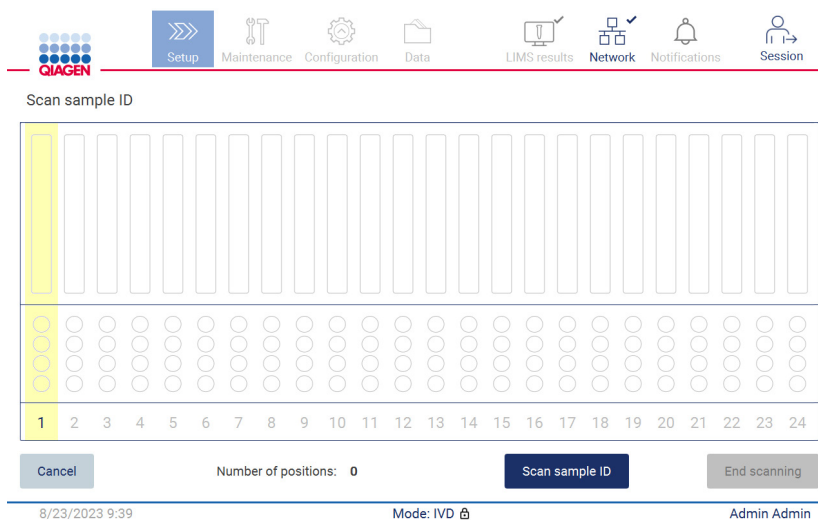 QIAGEN
Setup Maintenance Configuration Data LIMS results Network Notifications Session
Scan sample ID
1 2 3 4 5 6 7 8 9 10 11 12 13 14 15 16 17 18 19 20 21 22 23 24
Cancel Number of positions: 0 Scan sample ID End scanning
8/23/2023 9:39 Mode: IVD Admin Admin